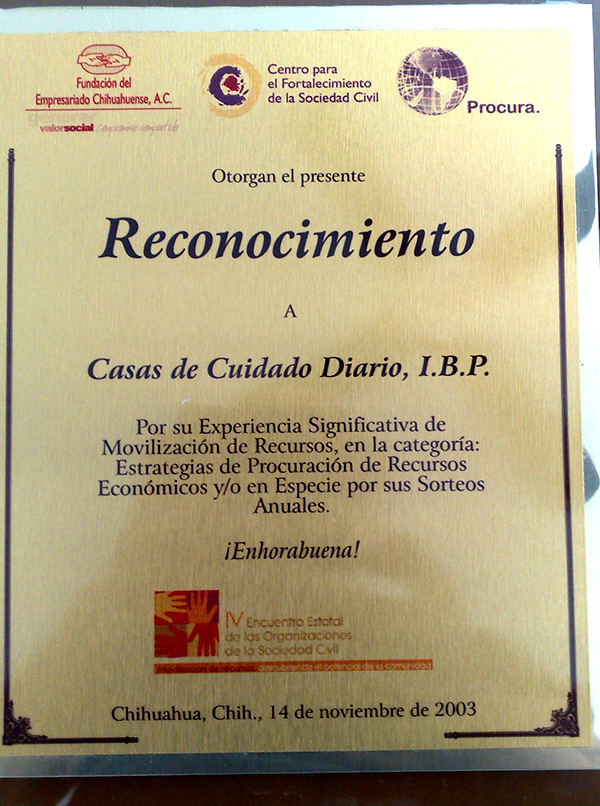 Fundación del
Empresariado Chihuahuense, A.C.
valorsocial
Centro para
el Fortalecimiento
de la Sociedad Civil
Procura.
Otorgan el presente
Reconocimiento
A
Casas de Cuidado Diario, I.B.P.
Por su Experiencia Significativa de
Movilización de Recursos, en la categoría:
Estrategias de Procuración de Recursos
Económicos y/o en Especie por sus Sorteos
Anuales.
¡Enhorabuena!
IV Encuentro Estatal
de las Organizaciones
de la Sociedad Civil
Movilización de recursos, descubriendo el potencial de la comunidad
Chihuahua, Chih., 14 de noviembre de 2003